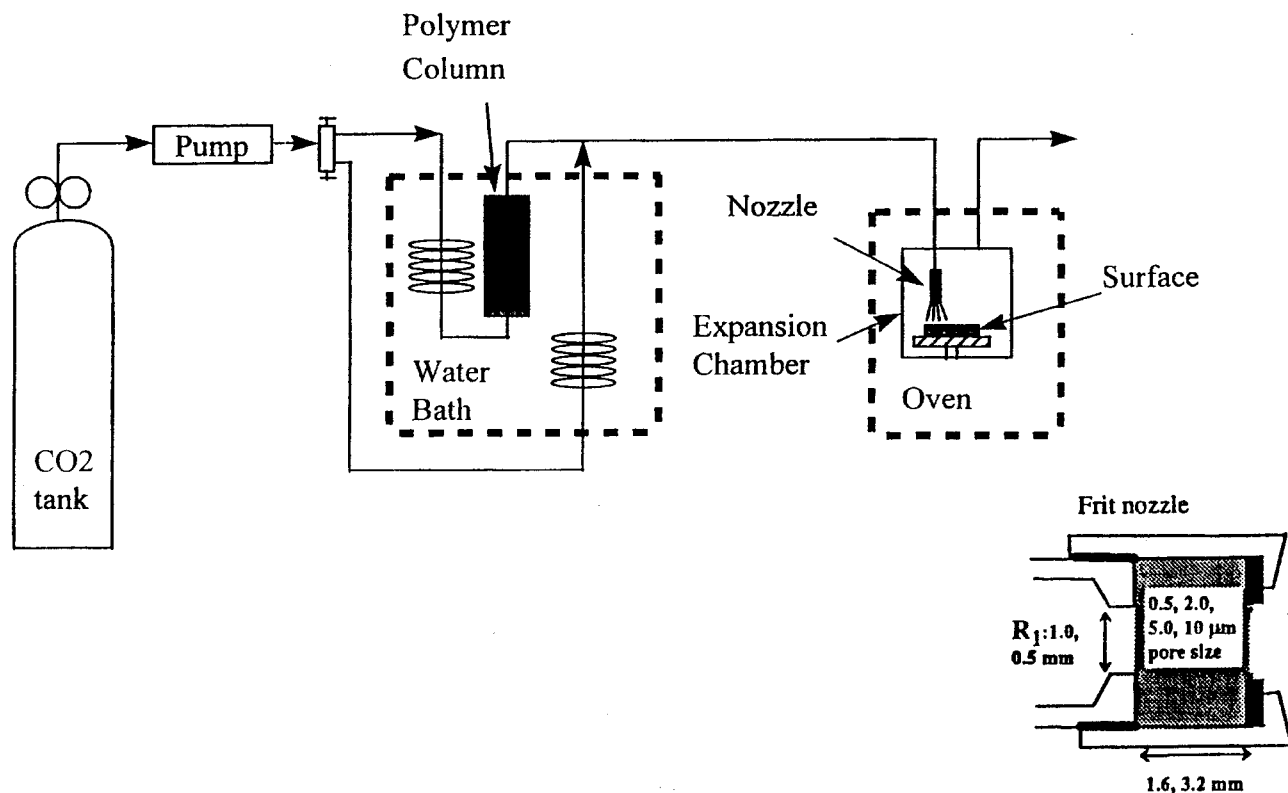 Polymer
Column
Pump
Nozzle
Surface
Expansion
Chamber
Water
Bath
Oven
CO2
tank
Frit nozzle
0.5, 2.0,
5.0, 10 µm
pore size
R1:1.0,
0.5 mm
1.6, 3.2 mm